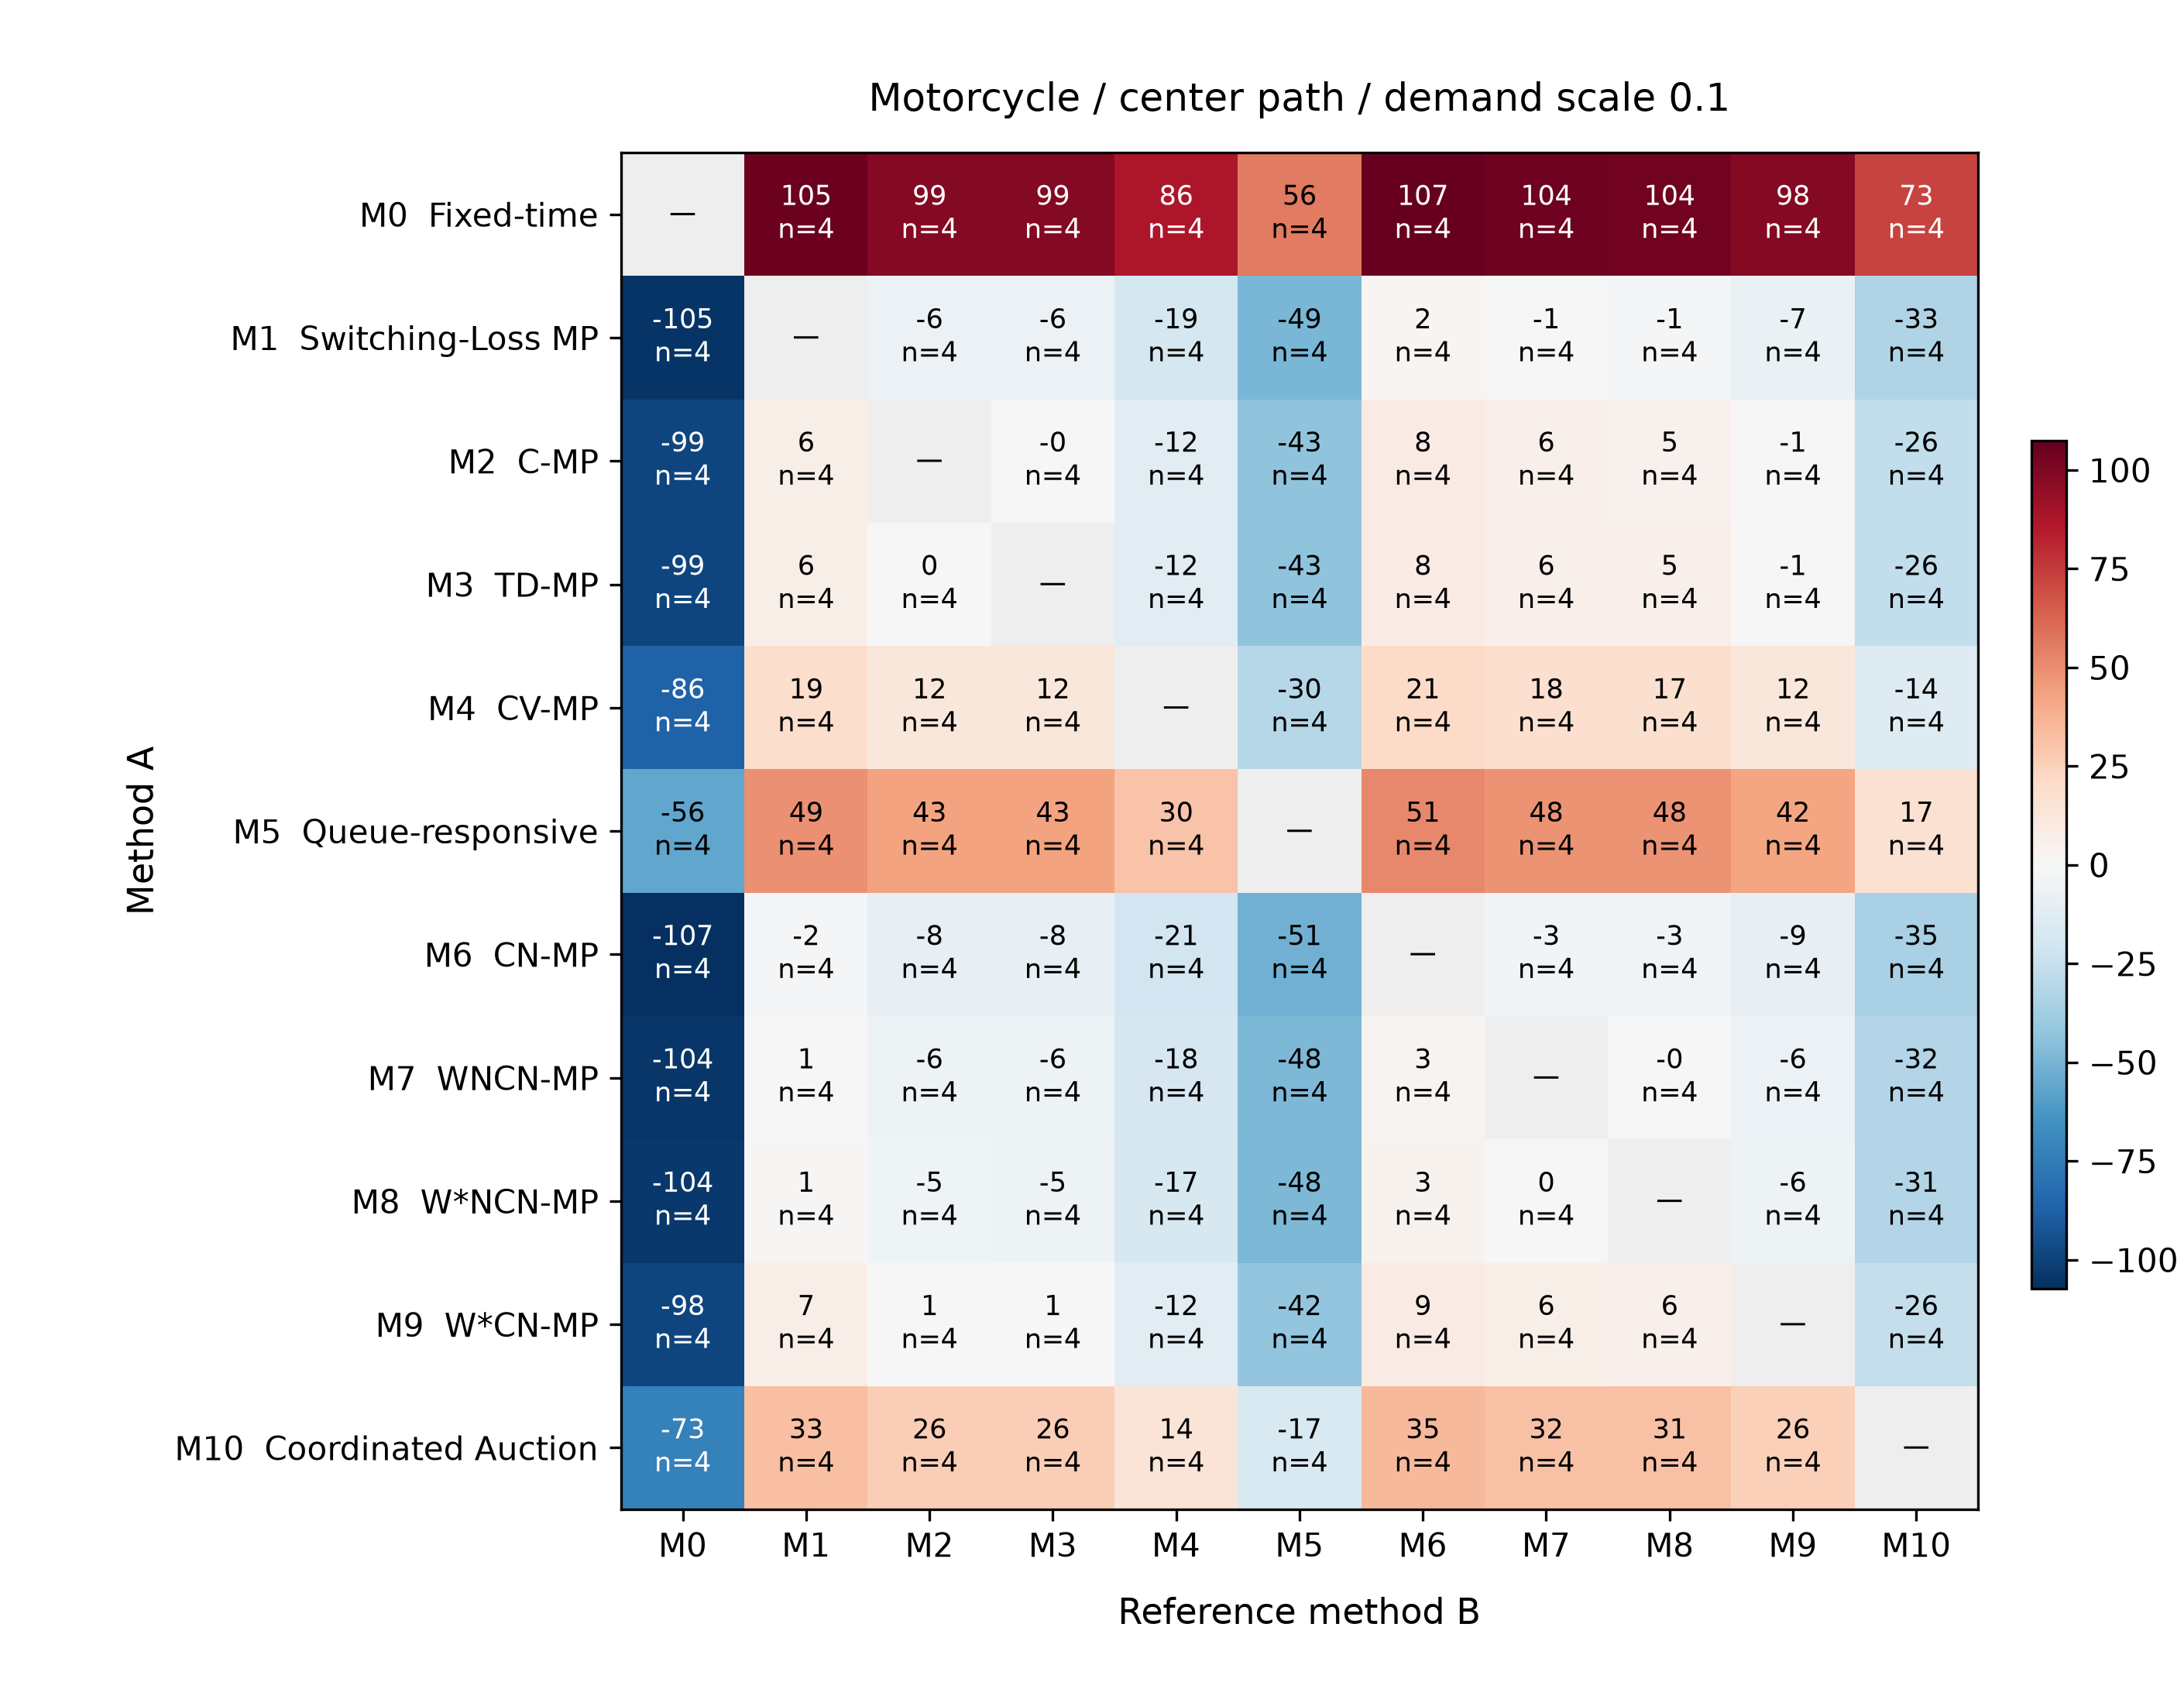 Motorcycle / center path / demand scale 0.1
M0 Fixed-time — 105 99 99 86 56 107 104 104 98 73
n=4 n=4 n=4 n=4 n=4 n=4 n=4 n=4 n=4 n=4
M1 Switching-Loss MP -105 — -6 -6 -19 -49 2 -1 -1 -7 -33
n=4 n=4 n=4 n=4 n=4 n=4 n=4 n=4 n=4 n=4
M2 C-MP -99 6 — -0 -12 -43 8 6 5 -1 -26
n=4 n=4 n=4 n=4 n=4 n=4 n=4 n=4 n=4 n=4
M3 TD-MP -99 6 0 — -12 -43 8 6 5 -1 -26
n=4 n=4 n=4 n=4 n=4 n=4 n=4 n=4 n=4 n=4
M4 CV-MP -86 19 12 12 — -30 21 18 17 12 -14
n=4 n=4 n=4 n=4 n=4 n=4 n=4 n=4 n=4 n=4
M5 Queue-responsive -56 49 43 43 30 — 51 48 48 42 17
n=4 n=4 n=4 n=4 n=4 n=4 n=4 n=4 n=4 n=4
M6 CN-MP -107 -2 -8 -8 -21 -51 — -3 -3 -9 -35
n=4 n=4 n=4 n=4 n=4 n=4 n=4 n=4 n=4 n=4
M7 WNCN-MP -104 1 -6 -6 -18 -48 3 — -0 -6 -32
n=4 n=4 n=4 n=4 n=4 n=4 n=4 n=4 n=4 n=4
M8 W*NCN-MP -104 1 -5 -5 -17 -48 3 0 — -6 -31
n=4 n=4 n=4 n=4 n=4 n=4 n=4 n=4 n=4 n=4
M9 W*CN-MP -98 7 1 1 -12 -42 9 6 6 — -26
n=4 n=4 n=4 n=4 n=4 n=4 n=4 n=4 n=4 n=4
M10 Coordinated Auction -73 33 26 26 14 -17 35 32 31 26 —
n=4 n=4 n=4 n=4 n=4 n=4 n=4 n=4 n=4 n=4
M0 M1 M2 M3 M4 M5 M6 M7 M8 M9 M10
Reference method B
Method A
100
75
50
25
0
−25
−50
−75
−100